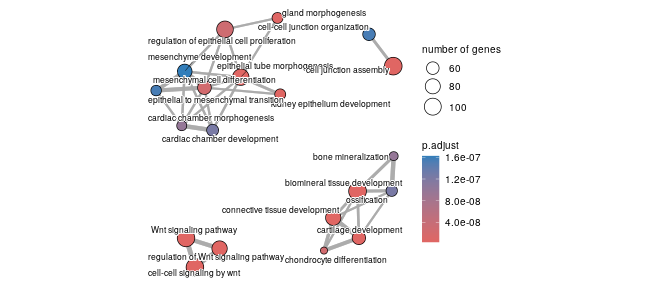 gland morphogenesis
cell-cell junction organization
regulation of epithelial cell proliferation
mesenchyme development
epithelial tube morphogenesis
cell junction assembly
mesenchymal cell differentiation
epithelial to mesenchymal transition
kidney epithelium development
cardiac chamber morphogenesis
cardiac chamber development
bone mineralization
biomineral tissue development
ossification
connective tissue development
cartilage development
chondrocyte differentiation
Wnt signaling pathway
regulation of Wnt signaling pathway
cell-cell signaling by wnt
number of genes
60
80
100
p.adjust
1.6e-07
1.2e-07
8.0e-08
4.0e-08